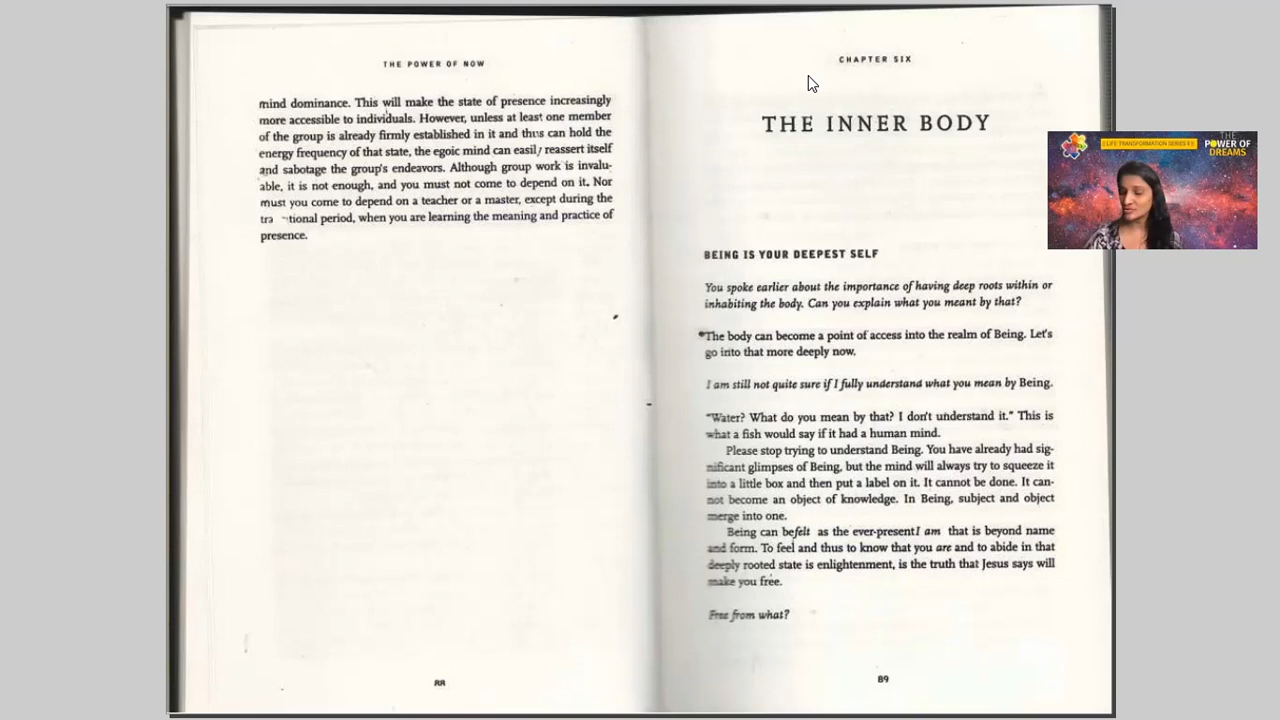 THE POWER OF NOW
mind dominance. This will make the state of presence increasingly
more accessible to individuals. However, unless at least one member
of the group is already firmly established in it and thus can hold the
energy frequency of that state, the egoic mind can easily reassert itself
and sabotage the group's endeavors. Although group work is invalu-
able, it is not enough, and you must not come to depend on it. Nor
must you come to depend on a teacher or a master, except during the
tra tional period, when you are learning the meaning and practice of
presence.
88
CHAPTER SIX
THE INNER BODY
BEING IS YOUR DEEPEST SELF
You spoke earlier about the importance of having deep roots within or
inhabiting the body. Can you explain what you meant by that?
*The body can become a point of access into the realm of Being. Let's
go into that more deeply now.
I am still not quite sure if I fully understand what you mean by Being.
"Water? What do you mean by that? I don't understand it." This is
what a fish would say if it had a human mind.
Please stop trying to understand Being. You have already had sig-
nificant glimpses of Being, but the mind will always try to squeeze it
into a little box and then put a label on it. It cannot be done. It can-
not become an object of knowledge. In Being, subject and object
merge into one.
Being can be felt as the ever-present I am that is beyond name
and form. To feel and thus to know that you are and to abide in that
deeply rooted state is enlightenment, is the truth that Jesus says will
make you free.
Free from what?
89
LIFE TRANSFORMATION SERIES
THE
POWER OF
DREAMS